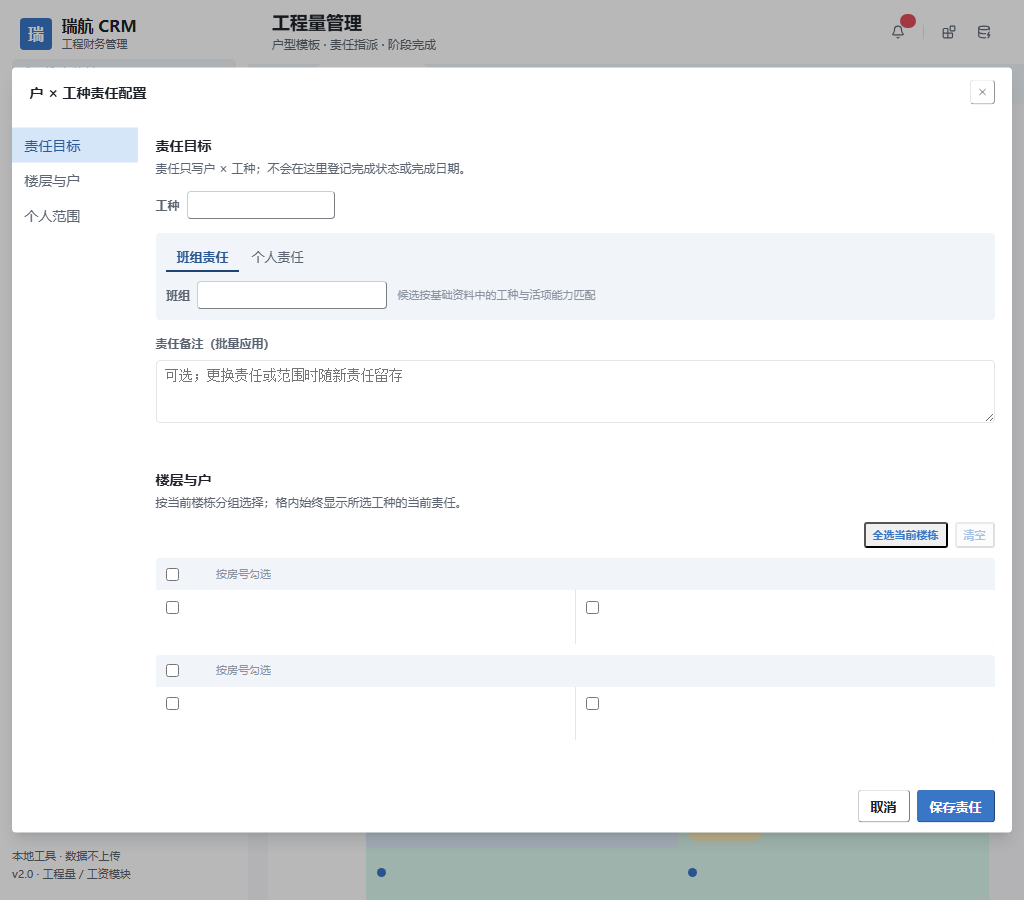 瑞
瑞航 CRM
工程财务管理
工程量管理
户型模板 · 责任指派 · 阶段完成
户 × 工种责任配置
×
责任目标
楼层与户
个人范围
责任目标
责任只写户 × 工种；不会在这里登记完成状态或完成日期。
工种
班组责任 个人责任
班组 候选按基础资料中的工种与活项能力匹配
责任备注（批量应用）
可选；更换责任或范围时随新责任留存
楼层与户
按当前楼栋分组选择；格内始终显示所选工种的当前责任。
全选当前楼栋 清空
按房号勾选
按房号勾选
取消 保存责任
本地工具 · 数据不上传
v2.0 · 工程量 / 工资模块